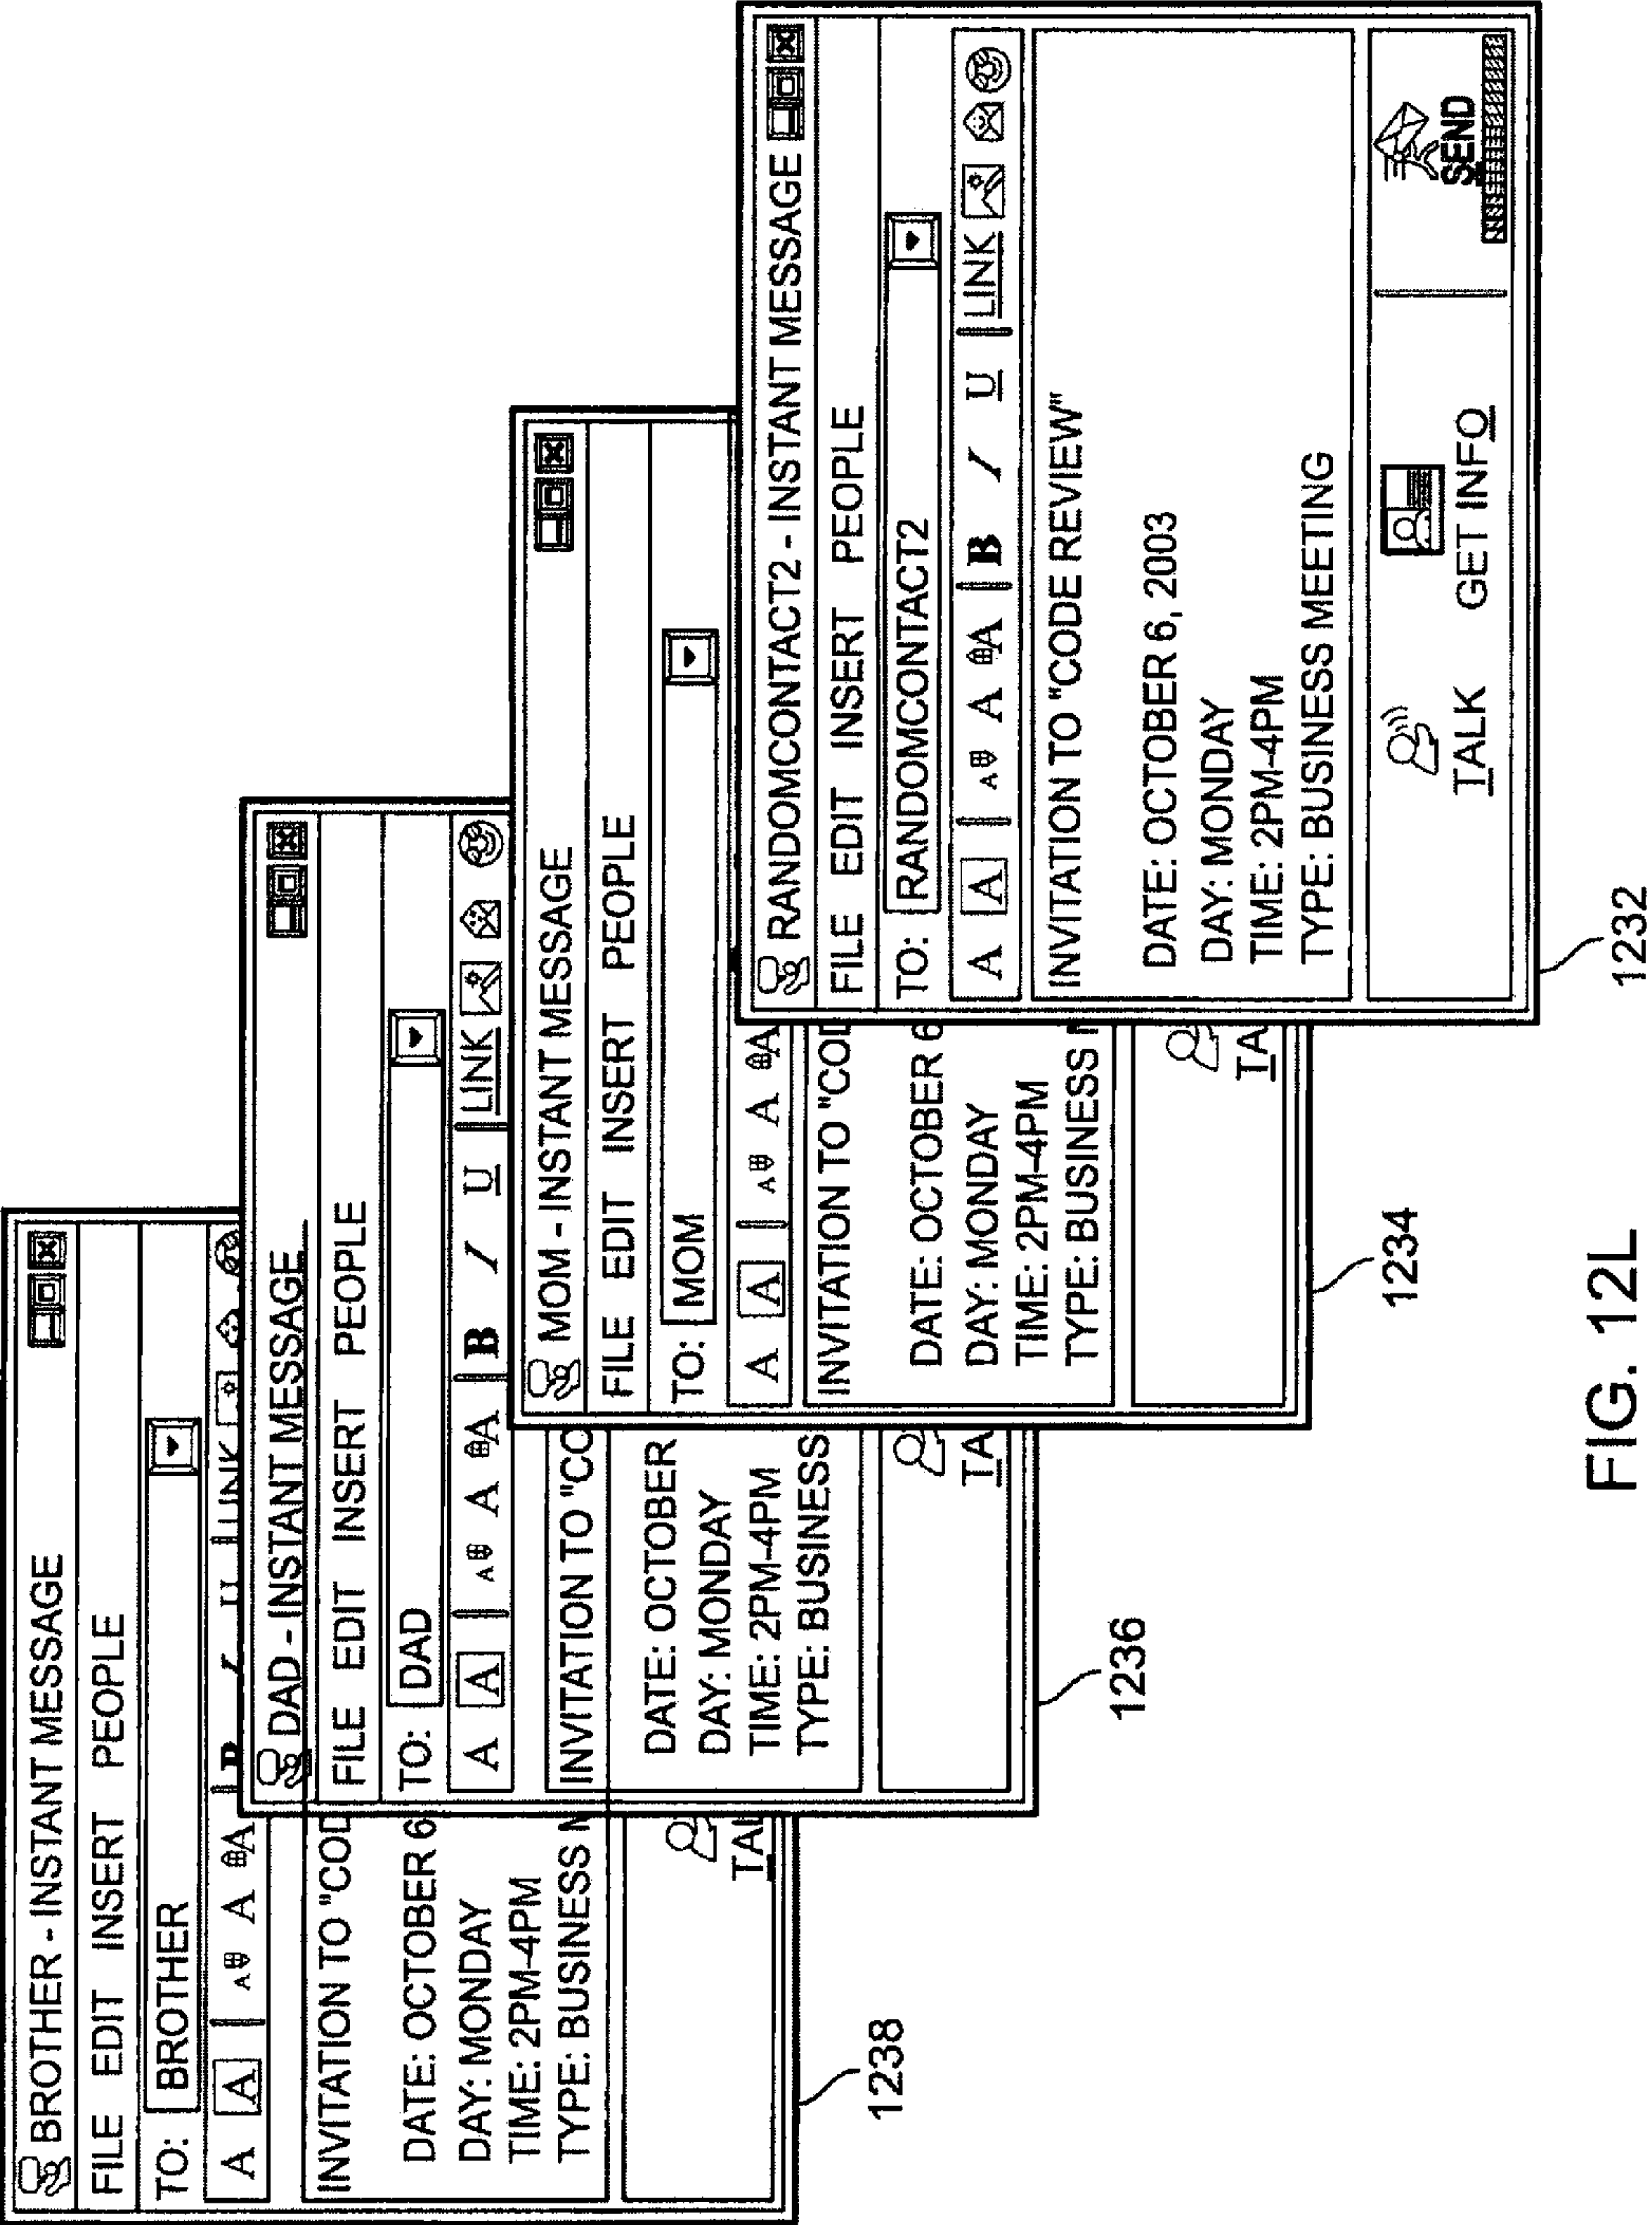 BROTHER - INSTANT MESSAGE
FILE EDIT INSERT PEOPLE
TO: BROTHER
A A A A A B I U LINK
INVITATION TO "COD
DATE: OCTOBER 6
DAY: MONDAY
TIME: 2PM-4PM
TYPE: BUSINESS M
TAL
1238
DAD - INSTANT MESSAGE
FILE EDIT INSERT PEOPLE
TO: DAD
A A A A A B I U LINK
INVITATION TO "CO
DATE: OCTOBER
DAY: MONDAY
TIME: 2PM-4PM
TYPE: BUSINESS
TA
1236
MOM - INSTANT MESSAGE
FILE EDIT INSERT PEOPLE
TO: MOM
A A A A A
INVITATION TO "COD
DATE: OCTOBER 6
DAY: MONDAY
TIME: 2PM-4PM
TYPE: BUSINESS M
TA
1234
RANDOMCONTACT2 - INSTANT MESSAGE
FILE EDIT INSERT PEOPLE
TO: RANDOMCONTACT2
A A A A A B I U LINK
INVITATION TO "CODE REVIEW"
DATE: OCTOBER 6, 2003
DAY: MONDAY
TIME: 2PM-4PM
TYPE: BUSINESS MEETING
TALK GET INFO SEND
1232
FIG. 12L